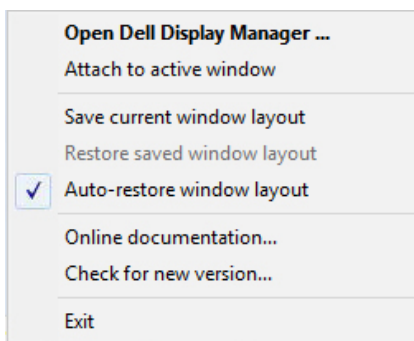 Open Dell Display Manager ...
Attach to active window
Save current window layout
Restore saved window layout
Auto-restore window layout
Online documentation...
Check for new version...
Exit